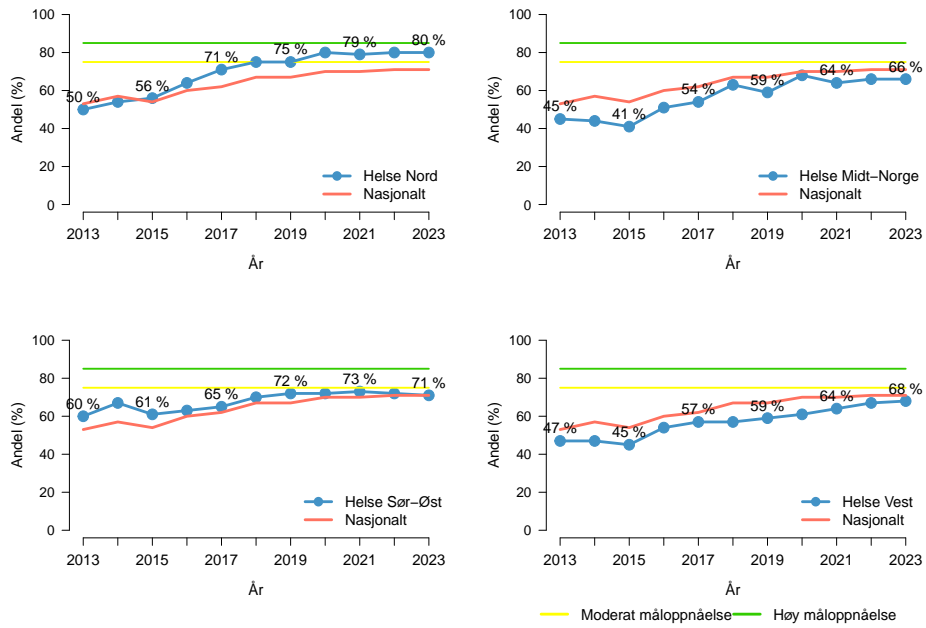 100
80
60
40
20
0
Andel (%)
50 %
56 %
71 %
75 %
79 %
80 %
Helse Nord
Nasjonalt
2013 2015 2017 2019 2021 2023
År
100
80
60
40
20
0
Andel (%)
45 %
41 %
54 %
59 %
64 %
66 %
Helse Midt−Norge
Nasjonalt
2013 2015 2017 2019 2021 2023
År
100
80
60
40
20
0
Andel (%)
60 %
61 %
65 %
72 %
73 %
71 %
Helse Sør−Øst
Nasjonalt
2013 2015 2017 2019 2021 2023
År
100
80
60
40
20
0
Andel (%)
47 %
45 %
57 %
59 %
64 %
68 %
Helse Vest
Nasjonalt
2013 2015 2017 2019 2021 2023
År
Moderat måloppnåelse Høy måloppnåelse